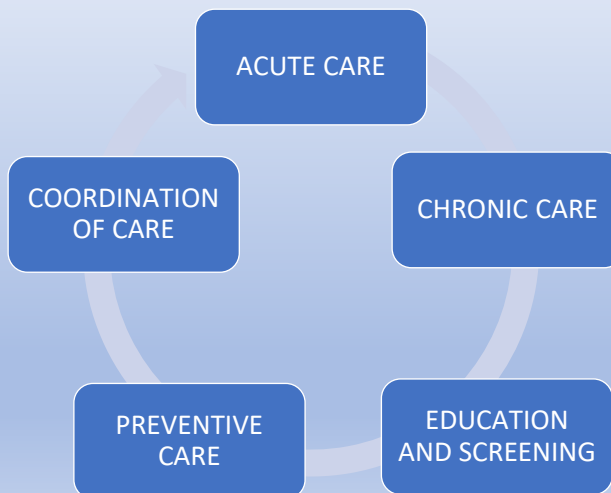 ACUTE CARE
CHRONIC CARE
EDUCATION
AND SCREENING
PREVENTIVE
CARE
COORDINATION
OF CARE